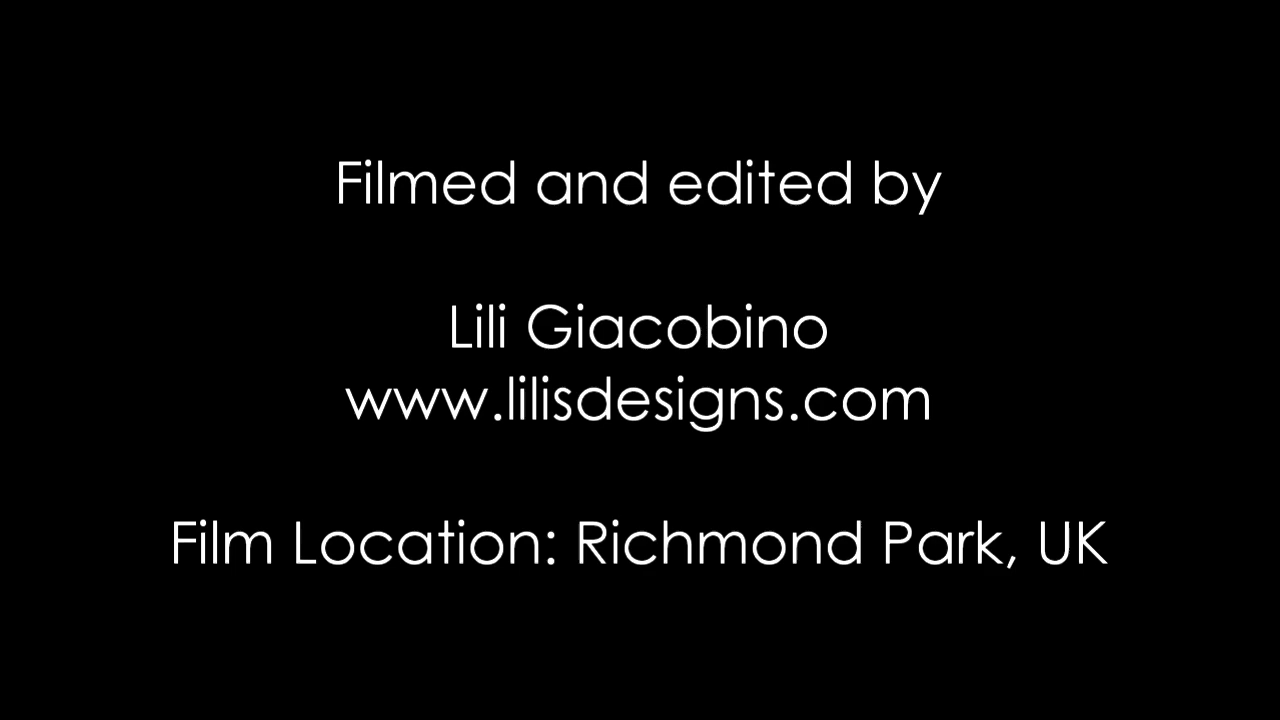 Filmed and edited by
Lili Giacobino
www.lilisdesigns.com
Film Location: Richmond Park, UK